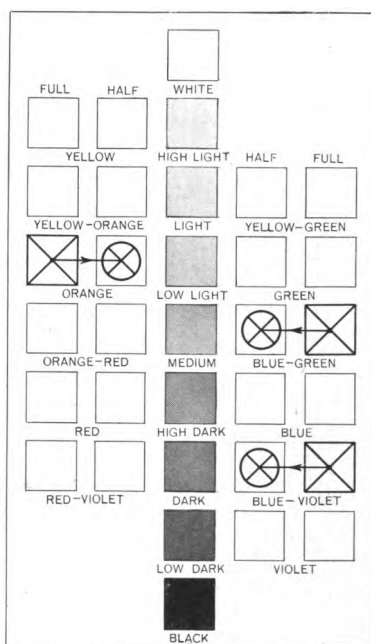 WHITE
FULL HALF
YELLOW HIGH LIGHT HALF FULL
YELLOW-ORANGE LIGHT YELLOW-GREEN
ORANGE LOW LIGHT GREEN
ORANGE-RED MEDIUM BLUE-GREEN
RED HIGH DARK BLUE
RED-VIOLET DARK BLUE-VIOLET
LOW DARK VIOLET
BLACK